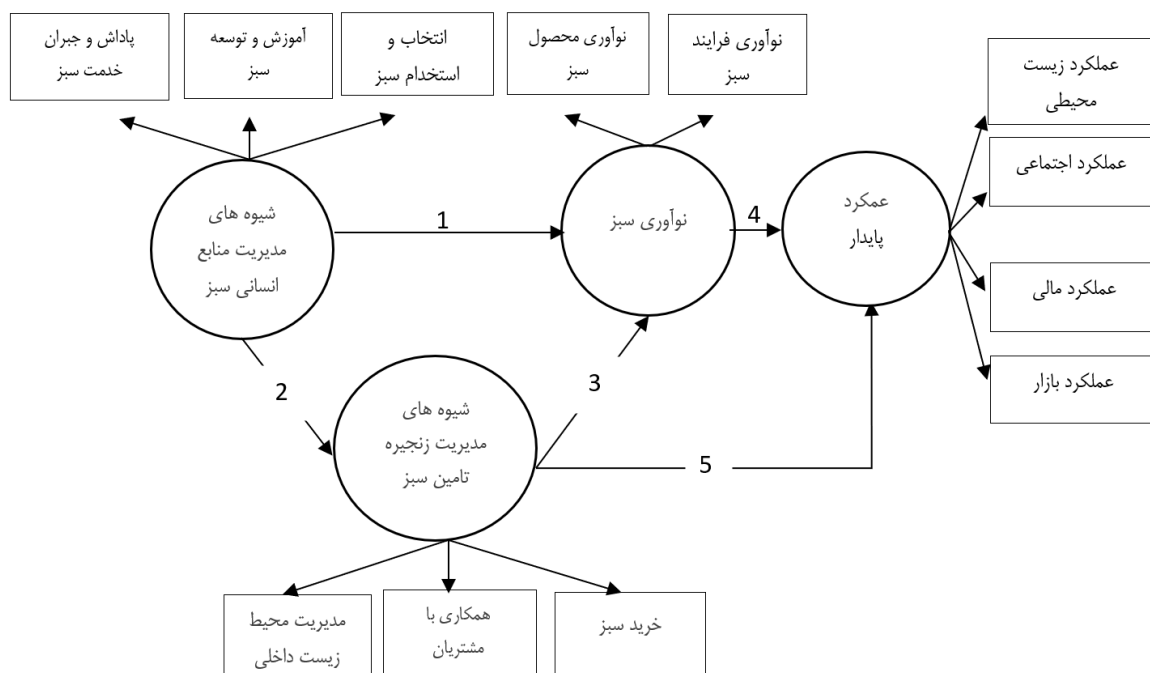 پاداش و جبران
خدمت سبز
آموزش و توسعه
سبز
انتخاب و
استخدام سبز
نوآوری محصول
سبز
نوآوری فرایند
سبز
عملکرد زیست
محیطی
عملکرد اجتماعی
عملکرد مالی
عملکرد بازار
شیوه های
مدیریت منابع
انسانی سبز
1
نوآوری سبز
4
عمکرد
پایدار
2
3
شیوه های
مدیریت زنجیره
تامین سبز
5
مدیریت محیط
زیست داخلی
همکاری با
مشتریان
خرید سبز